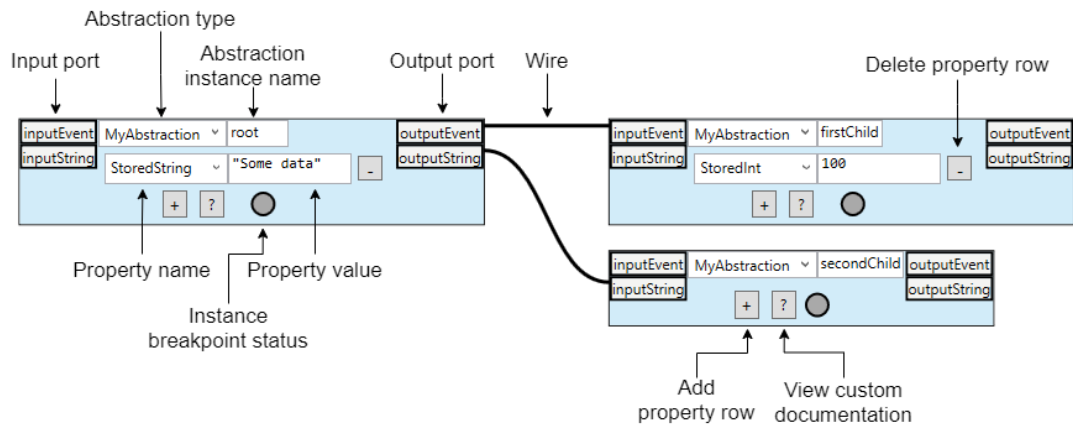 Abstraction type
Input port
Abstraction
instance name
Output port
Wire
Delete property row
inputEvent
MyAbstraction
root
outputEvent
inputString
outputString
StoredString
"Some data"
-
+
?
inputEvent
MyAbstraction
firstChild
outputEvent
inputString
outputString
StoredInt
100
-
+
?
Property name
Property value
Instance
breakpoint status
inputEvent
MyAbstraction
secondChild
outputEvent
inputString
outputString
+
?
Add
property row
View custom
documentation